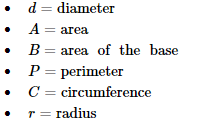 • d = diameter
• A = area
• B = area of the base
• P = perimeter
• C = circumference
• r = radius